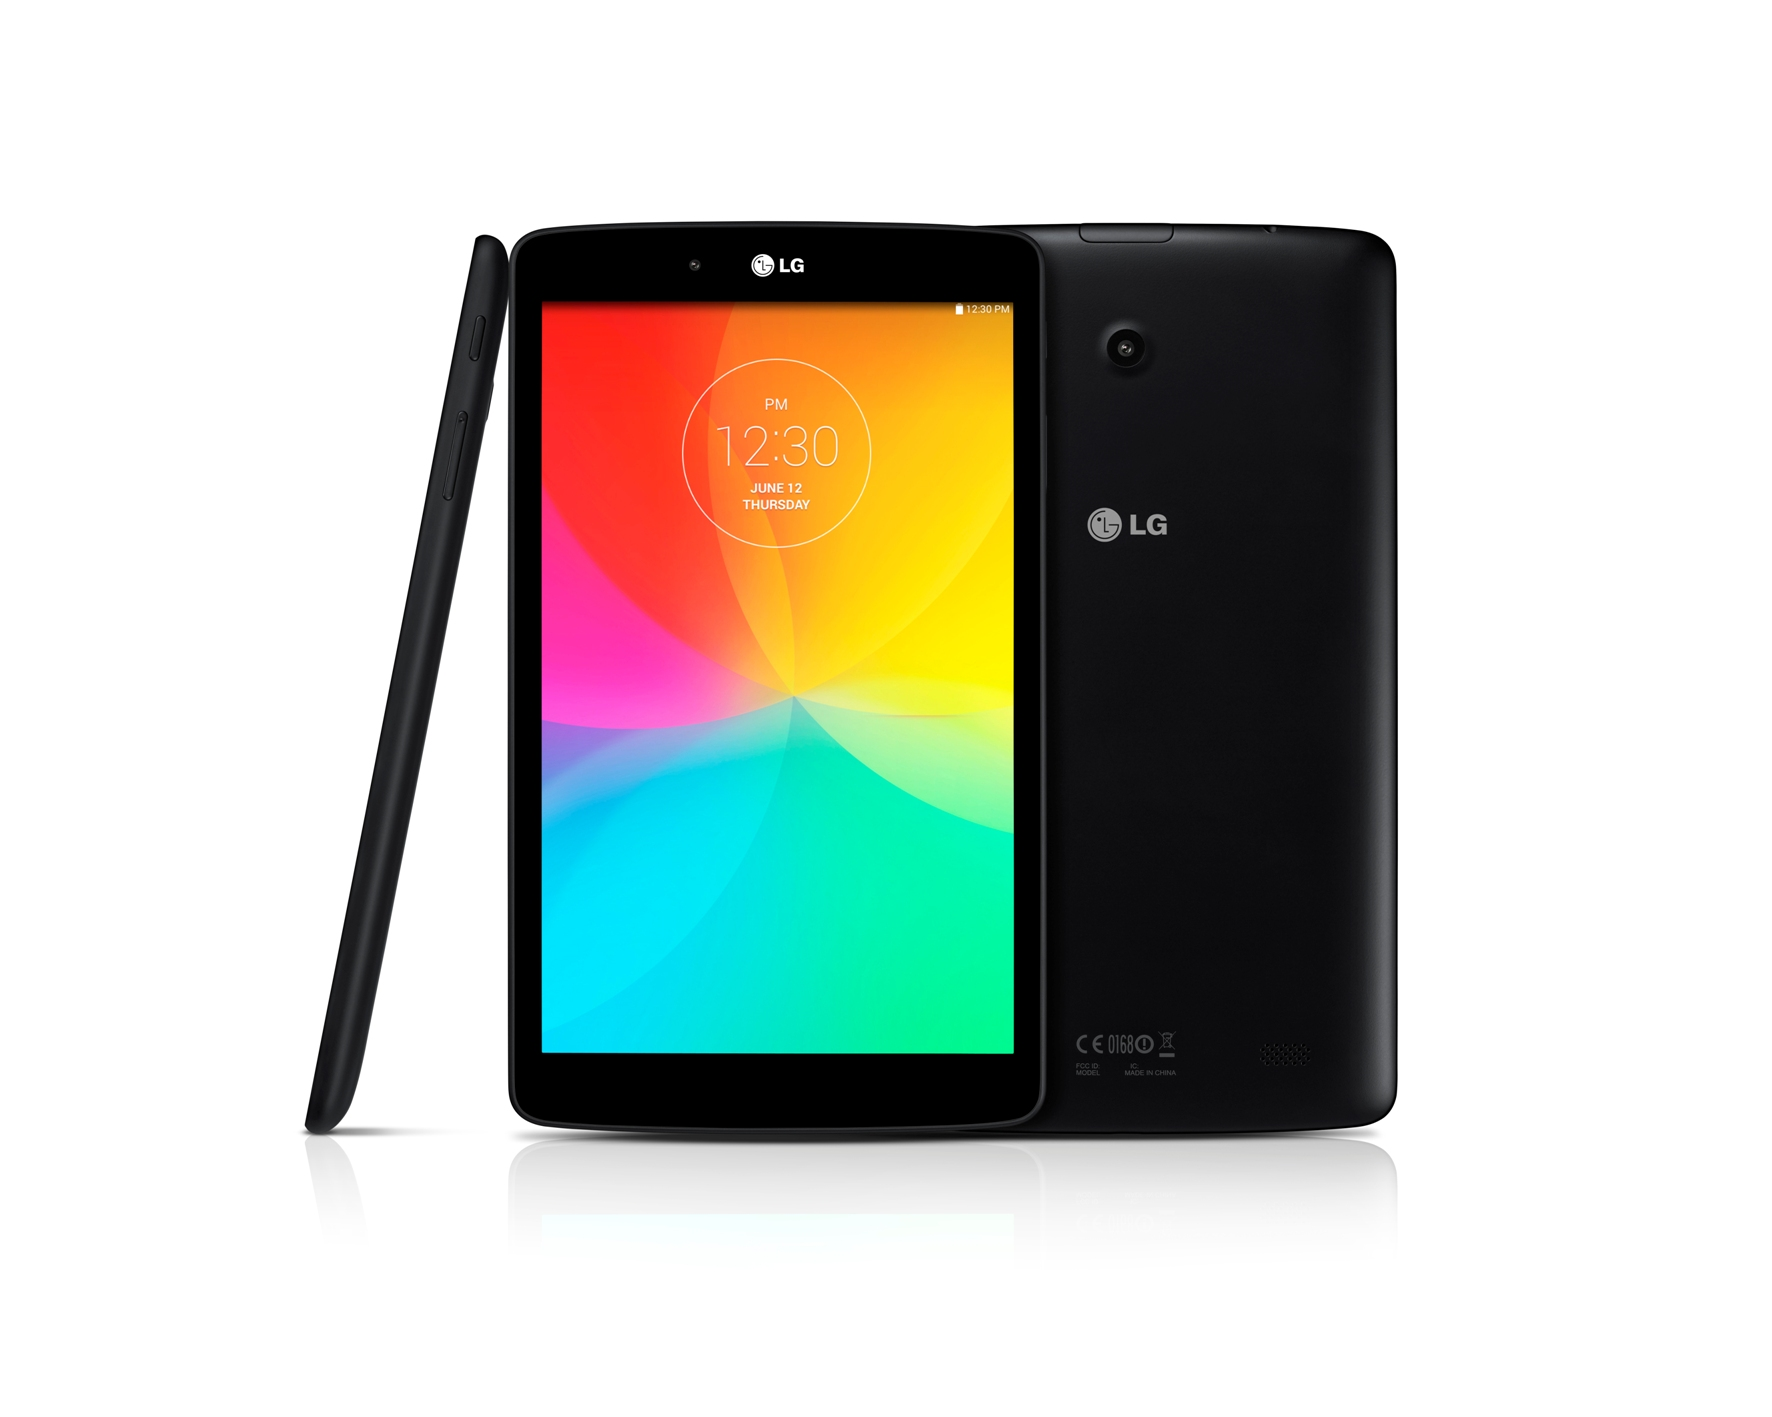 LG
12:30 PM
PM
12:30
JUNE 12
THURSDAY
LG
CE 0168
FCC ID: IC:
MODEL MADE IN CHINA